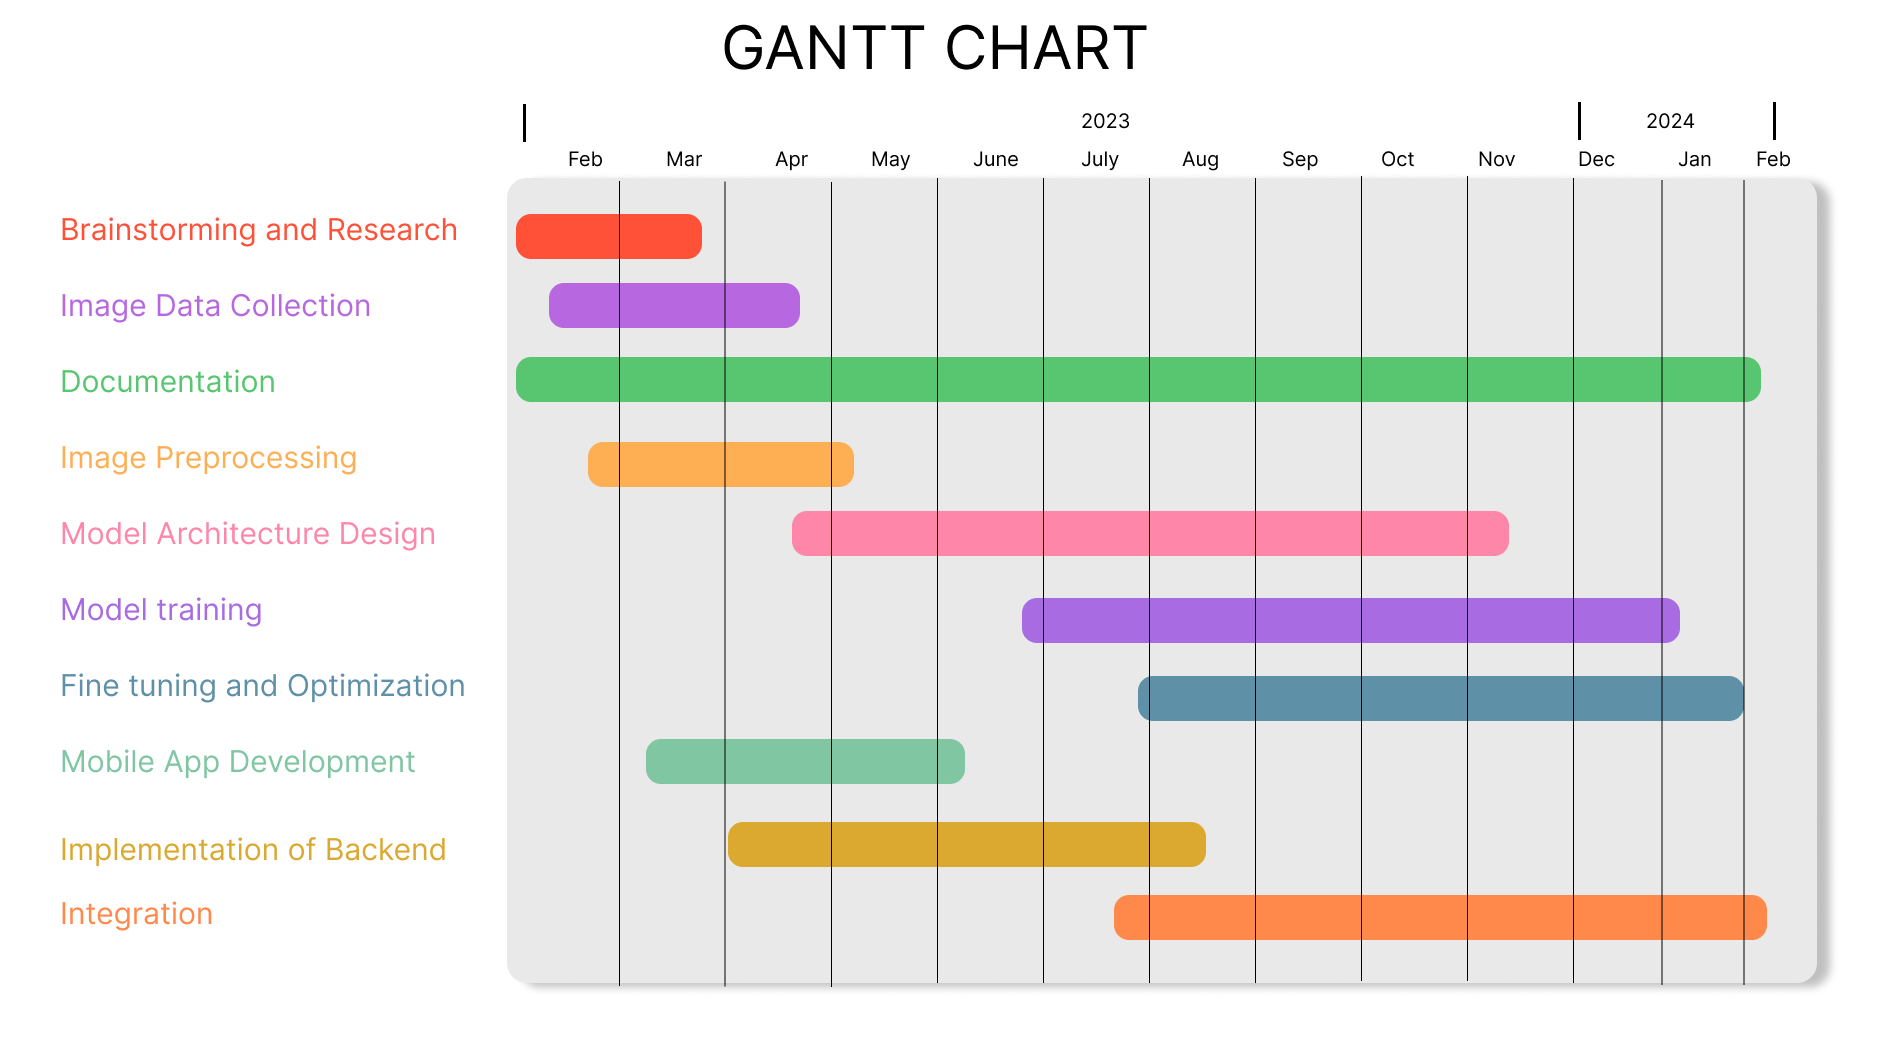 GANTT CHART
2023 2024
Feb Mar Apr May June July Aug Sep Oct Nov Dec Jan Feb
Brainstorming and Research
Image Data Collection
Documentation
Image Preprocessing
Model Architecture Design
Model training
Fine tuning and Optimization
Mobile App Development
Implementation of Backend
Integration